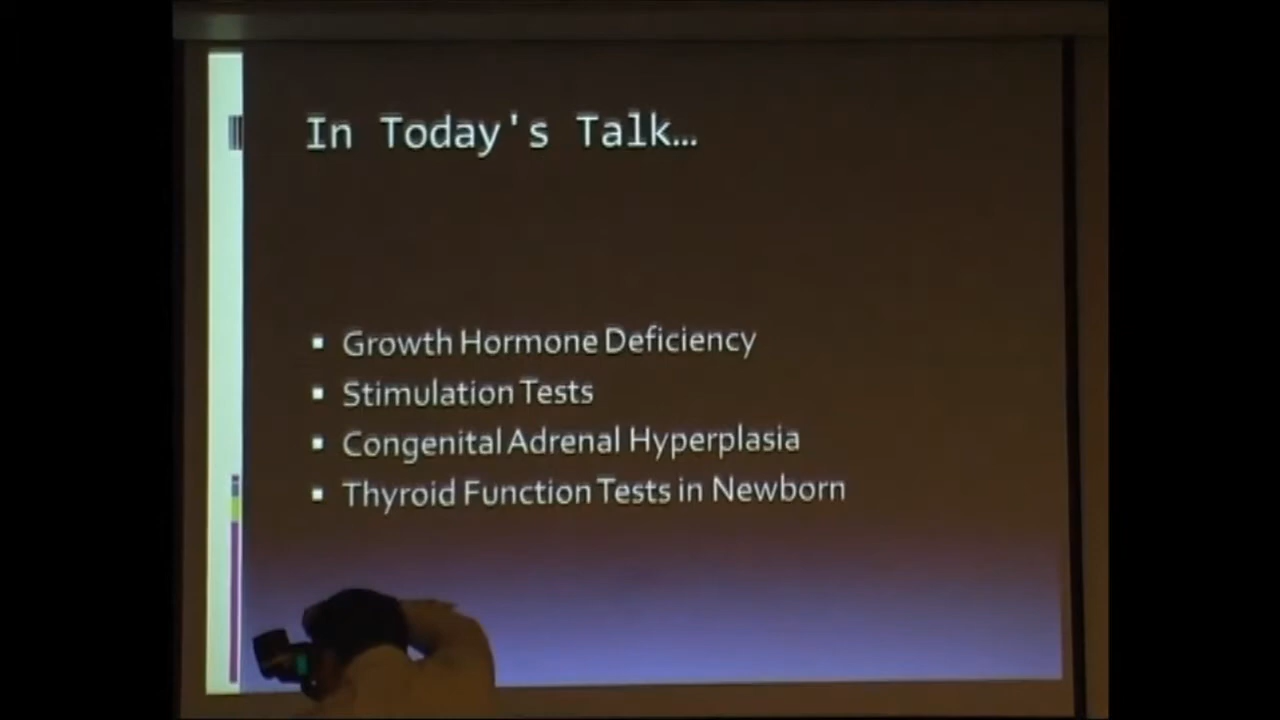 In Today's Talk…
▪ Growth Hormone Deficiency
▪ Stimulation Tests
▪ Congenital Adrenal Hyperplasia
▪ Thyroid Function Tests in Newborn